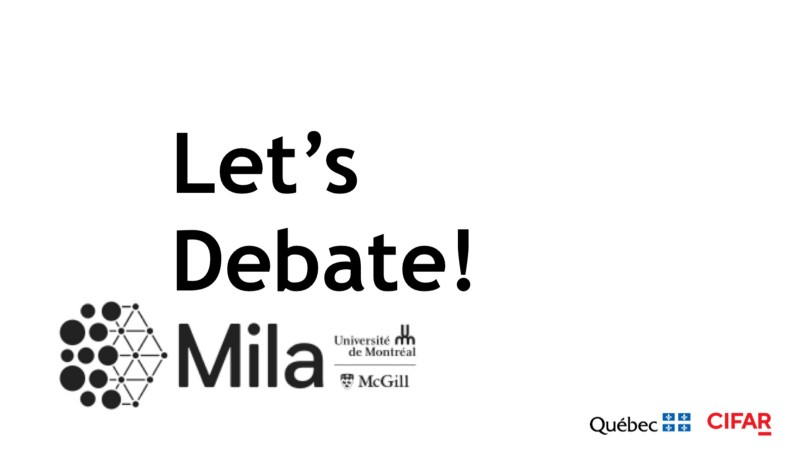 Let’s
Debate!
Mila
Université
de Montréal
McGill
Québec
CIFAR